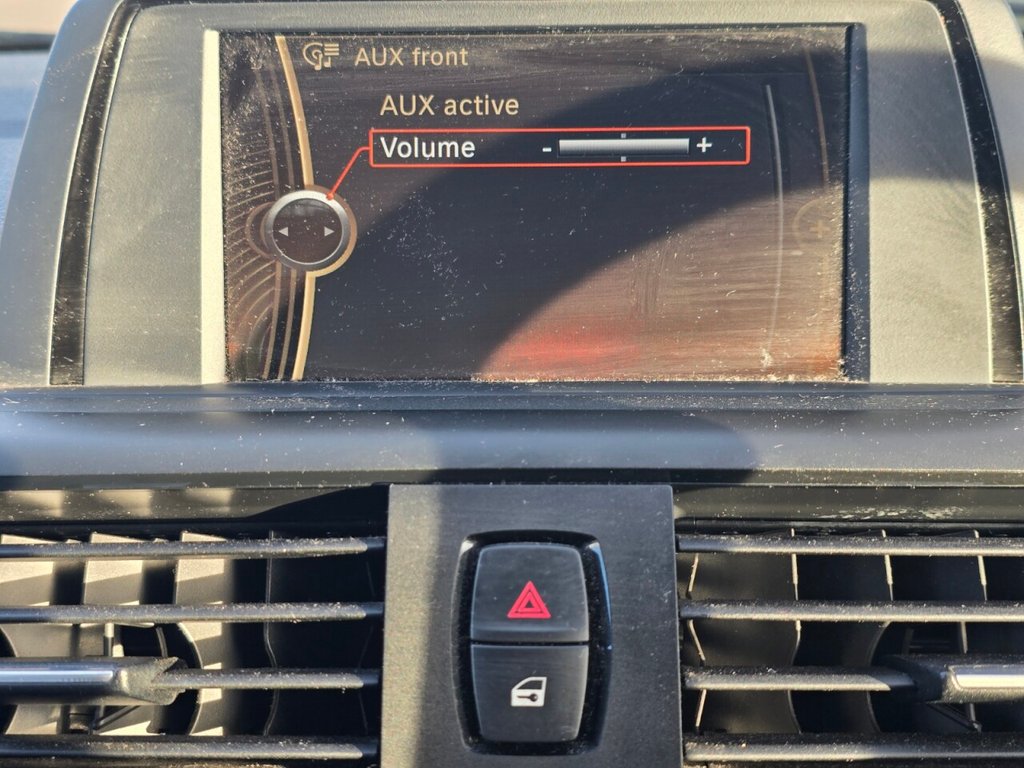 AUX front
AUX active
Volume - +